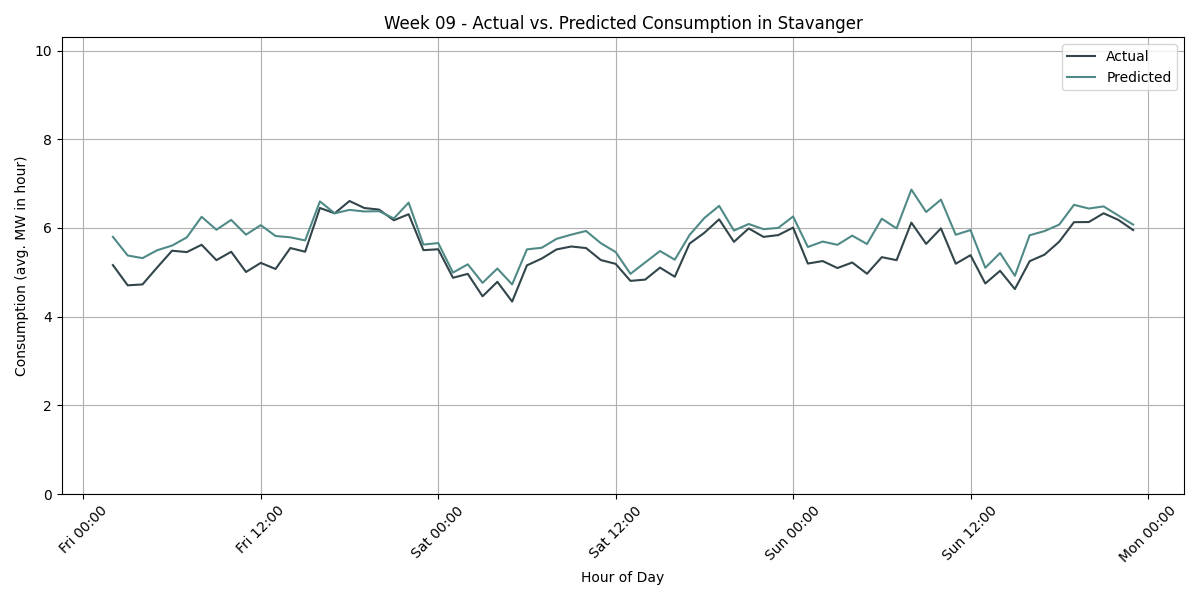 Week 09 - Actual vs. Predicted Consumption in Stavanger
Actual
Predicted
Consumption (avg. MW in hour)
10
8
6
4
2
0
Fri 00:00
Fri 12:00
Sat 00:00
Sat 12:00
Sun 00:00
Sun 12:00
Mon 00:00
Hour of Day